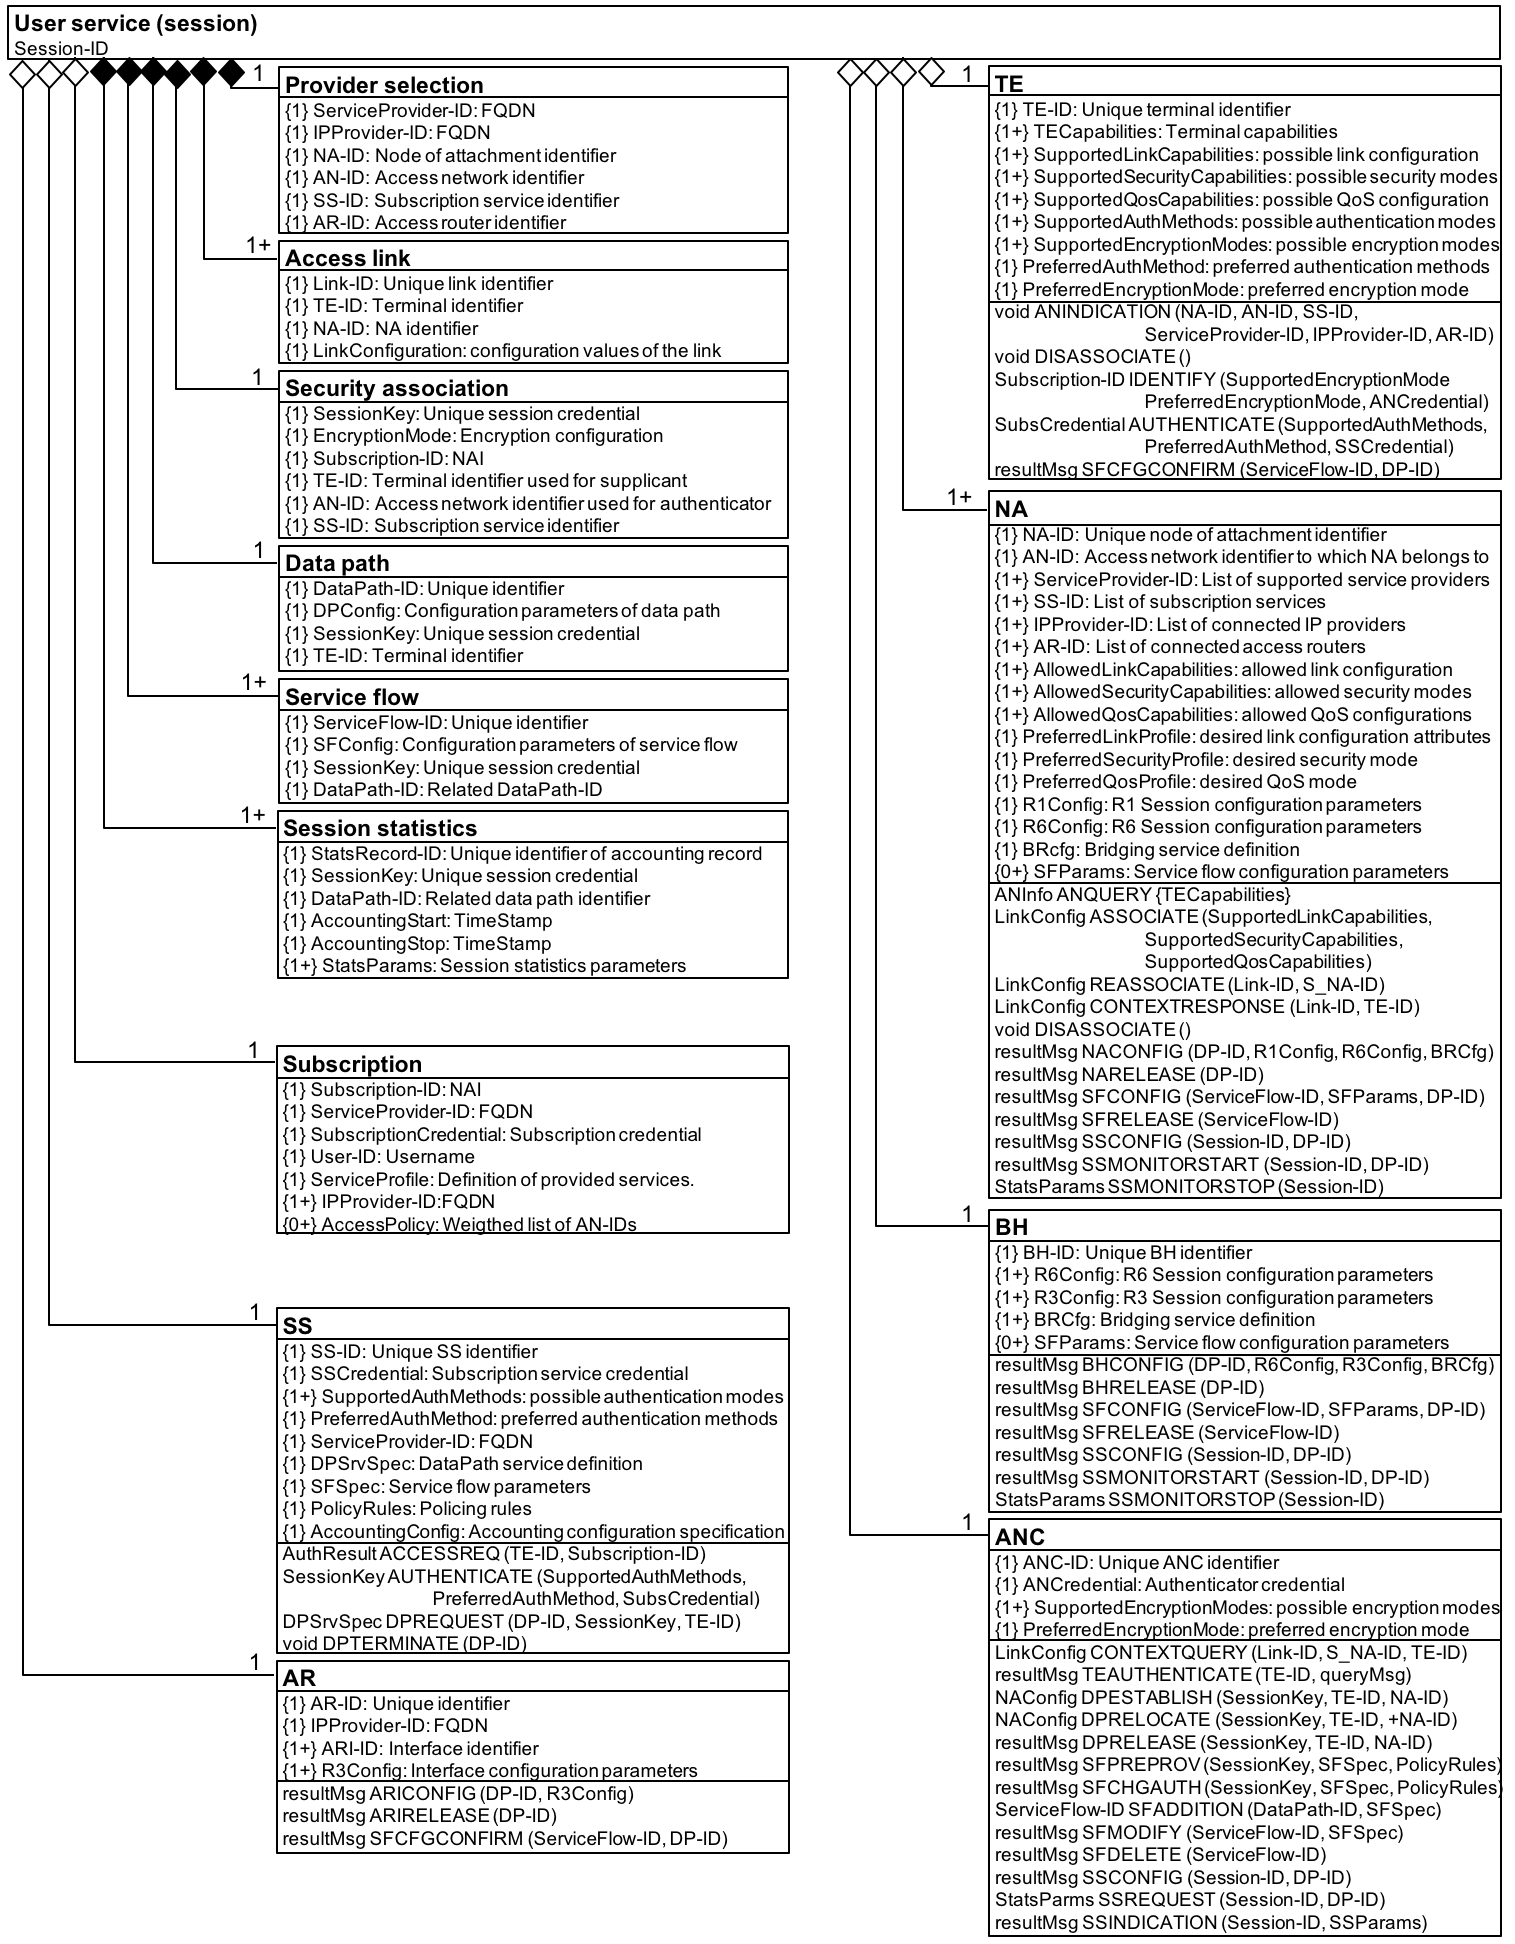 User service (session)
Session-ID
1
Provider selection
{1} ServiceProvider-ID: FQDN
{1} IPProvider-ID: FQDN
{1} NA-ID: Node of attachment identifier
{1} AN-ID: Access network identifier
{1} SS-ID: Subscription service identifier
{1} AR-ID: Access router identifier
1+
Access link
{1} Link-ID: Unique link identifier
{1} TE-ID: Terminal identifier
{1} NA-ID: NA identifier
{1} LinkConfiguration: configuration values of the link
1
Security association
{1} SessionKey: Unique session credential
{1} EncryptionMode: Encryption configuration
{1} Subscription-ID: NAI
{1} TE-ID: Terminal identifier used for supplicant
{1} AN-ID: Access network identifier used for authenticator
{1} SS-ID: Subscription service identifier
1
Data path
{1} DataPath-ID: Unique identifier
{1} DPConfig: Configuration parameters of data path
{1} SessionKey: Unique session credential
{1} TE-ID: Terminal identifier
1+
Service flow
{1} ServiceFlow-ID: Unique identifier
{1} SFConfig: Configuration parameters of service flow
{1} SessionKey: Unique session credential
{1} DataPath-ID: Related DataPath-ID
1+
Session statistics
{1} StatsRecord-ID: Unique identifier of accounting record
{1} SessionKey: Unique session credential
{1} DataPath-ID: Related data path identifier
{1} AccountingStart: TimeStamp
{1} AccountingStop: TimeStamp
{1+} StatsParams: Session statistics parameters
1
Subscription
{1} Subscription-ID: NAI
{1} ServiceProvider-ID: FQDN
{1} SubscriptionCredential: Subscription credential
{1} User-ID: Username
{1} ServiceProfile: Definition of provided services.
{1+} IPProvider-ID:FQDN
{0+} AccessPolicy: Weigthed list of AN-IDs
1
SS
{1} SS-ID: Unique SS identifier
{1} SSCredential: Subscription service credential
{1+} SupportedAuthMethods: possible authentication modes
{1} PreferredAuthMethod: preferred authentication methods
{1} ServiceProvider-ID: FQDN
{1} DPSrvSpec: DataPath service definition
{1} SFSpec: Service flow parameters
{1} PolicyRules: Policing rules
{1} AccountingConfig: Accounting configuration specification
AuthResult ACCESSREQ (TE-ID, Subscription-ID)
SessionKey AUTHENTICATE (SupportedAuthMethods,
PreferredAuthMethod, SubsCredential)
DPSrvSpec DPREQUEST (DP-ID, SessionKey, TE-ID)
void DPTERMINATE (DP-ID)
1
AR
{1} AR-ID: Unique identifier
{1} IPProvider-ID: FQDN
{1+} ARI-ID: Interface identifier
{1+} R3Config: Interface configuration parameters
resultMsg ARICONFIG (DP-ID, R3Config)
resultMsg ARIRELEASE (DP-ID)
resultMsg SFCFGCONFIRM (ServiceFlow-ID, DP-ID)
1
TE
{1} TE-ID: Unique terminal identifier
{1+} TECapabilities: Terminal capabilities
{1+} SupportedLinkCapabilities: possible link configuration
{1+} SupportedSecurityCapabilities: possible security modes
{1+} SupportedQosCapabilities: possible QoS configuration
{1+} SupportedAuthMethods: possible authentication modes
{1+} SupportedEncryptionModes: possible encryption modes
{1} PreferredAuthMethod: preferred authentication methods
{1} PreferredEncryptionMode: preferred encryption mode
void ANINDICATION (NA-ID, AN-ID, SS-ID,
ServiceProvider-ID, IPProvider-ID, AR-ID)
void DISASSOCIATE ()
Subscription-ID IDENTIFY (SupportedEncryptionMode
PreferredEncryptionMode, ANCredential)
SubsCredential AUTHENTICATE (SupportedAuthMethods,
PreferredAuthMethod, SSCredential)
resultMsg SFCFGCONFIRM (ServiceFlow-ID, DP-ID)
1+
NA
{1} NA-ID: Unique node of attachment identifier
{1} AN-ID: Access network identifier to which NA belongs to
{1+} ServiceProvider-ID: List of supported service providers
{1+} SS-ID: List of subscription services
{1+} IPProvider-ID: List of connected IP providers
{1+} AR-ID: List of connected access routers
{1+} AllowedLinkCapabilities: allowed link configuration
{1+} AllowedSecurityCapabilities: allowed security modes
{1+} AllowedQosCapabilities: allowed QoS configurations
{1} PreferredLinkProfile: desired link configuration attributes
{1} PreferredSecurityProfile: desired security mode
{1} PreferredQosProfile: desired QoS mode
{1} R1Config: R1 Session configuration parameters
{1} R6Config: R6 Session configuration parameters
{1} BRcfg: Bridging service definition
{0+} SFParams: Service flow configuration parameters
ANInfo ANQUERY {TECapabilities}
LinkConfig ASSOCIATE (SupportedLinkCapabilities,
SupportedSecurityCapabilities,
SupportedQosCapabilities)
LinkConfig REASSOCIATE (Link-ID, S_NA-ID)
LinkConfig CONTEXTRESPONSE (Link-ID, TE-ID)
void DISASSOCIATE ()
resultMsg NACONFIG (DP-ID, R1Config, R6Config, BRCfg)
resultMsg NARELEASE (DP-ID)
resultMsg SFCONFIG (ServiceFlow-ID, SFParams, DP-ID)
resultMsg SFRELEASE (ServiceFlow-ID)
resultMsg SSCONFIG (Session-ID, DP-ID)
resultMsg SSMONITORSTART (Session-ID, DP-ID)
StatsParams SSMONITORSTOP (Session-ID)
1
BH
{1} BH-ID: Unique BH identifier
{1+} R6Config: R6 Session configuration parameters
{1+} R3Config: R3 Session configuration parameters
{1+} BRCfg: Bridging service definition
{0+} SFParams: Service flow configuration parameters
resultMsg BHCONFIG (DP-ID, R6Config, R3Config, BRCfg)
resultMsg BHRELEASE (DP-ID)
resultMsg SFCONFIG (ServiceFlow-ID, SFParams, DP-ID)
resultMsg SFRELEASE (ServiceFlow-ID)
resultMsg SSCONFIG (Session-ID, DP-ID)
resultMsg SSMONITORSTART (Session-ID, DP-ID)
StatsParams SSMONITORSTOP (Session-ID)
1
ANC
{1} ANC-ID: Unique ANC identifier
{1} ANCredential: Authenticator credential
{1+} SupportedEncryptionModes: possible encryption modes
{1} PreferredEncryptionMode: preferred encryption mode
LinkConfig CONTEXTQUERY (Link-ID, S_NA-ID, TE-ID)
resultMsg TEAUTHENTICATE (TE-ID, queryMsg)
NAConfig DPESTABLISH (SessionKey, TE-ID, NA-ID)
NAConfig DPRELOCATE (SessionKey, TE-ID, +NA-ID)
resultMsg DPRELEASE (SessionKey, TE-ID, NA-ID)
resultMsg SFPREPROV (SessionKey, SFSpec, PolicyRules)
resultMsg SFCHGAUTH (SessionKey, SFSpec, PolicyRules)
ServiceFlow-ID SFADDITION (DataPath-ID, SFSpec)
resultMsg SFMODIFY (ServiceFlow-ID, SFSpec)
resultMsg SFDELETE (ServiceFlow-ID)
resultMsg SSCONFIG (Session-ID, DP-ID)
StatsParms SSREQUEST (Session-ID, DP-ID)
resultMsg SSINDICATION (Session-ID, SSParams)